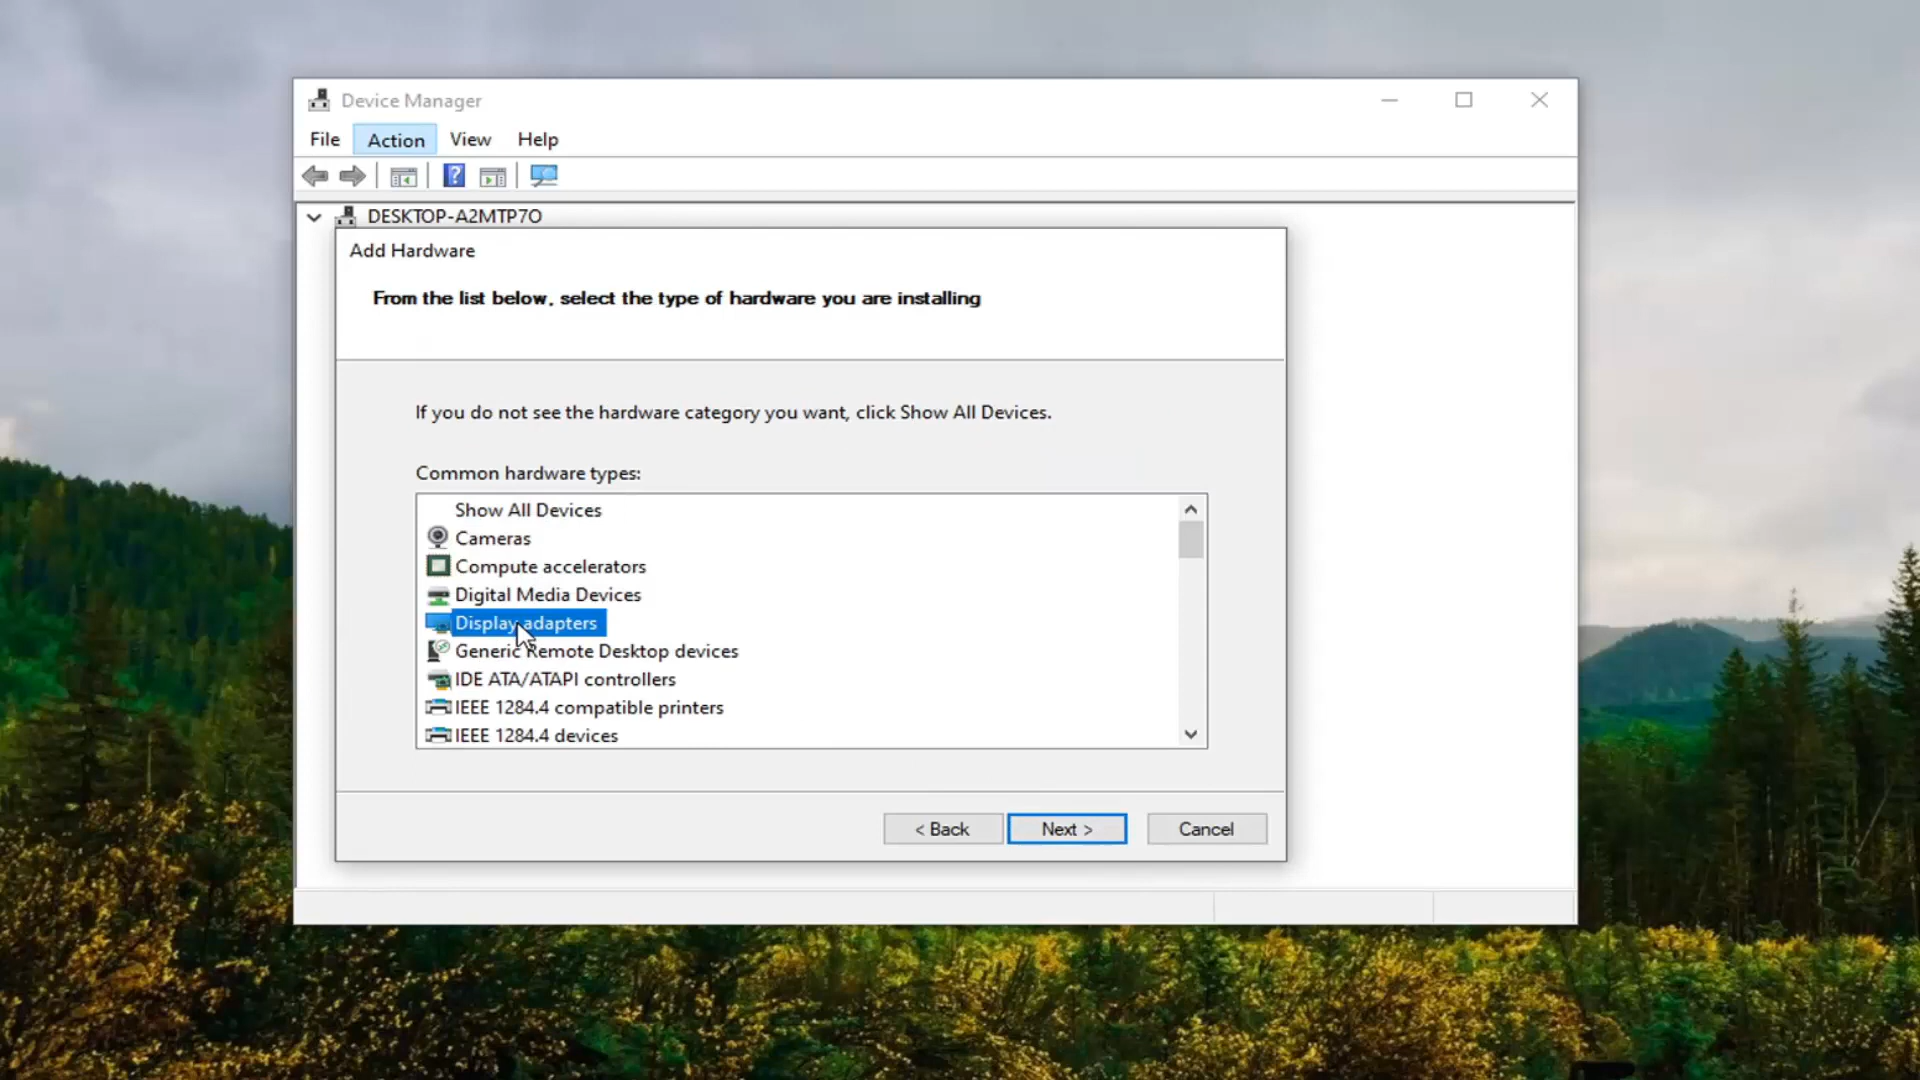 Device Manager
File Action View Help
DESKTOP-A2MTP7O
Add Hardware
From the list below, select the type of hardware you are installing
If you do not see the hardware category you want, click Show All Devices.
Common hardware types:
Show All Devices
Cameras
Compute accelerators
Digital Media Devices
Display adapters
Generic Remote Desktop devices
IDE ATA/ATAPI controllers
IEEE 1284.4 compatible printers
IEEE 1284.4 devices
< Back Next > Cancel